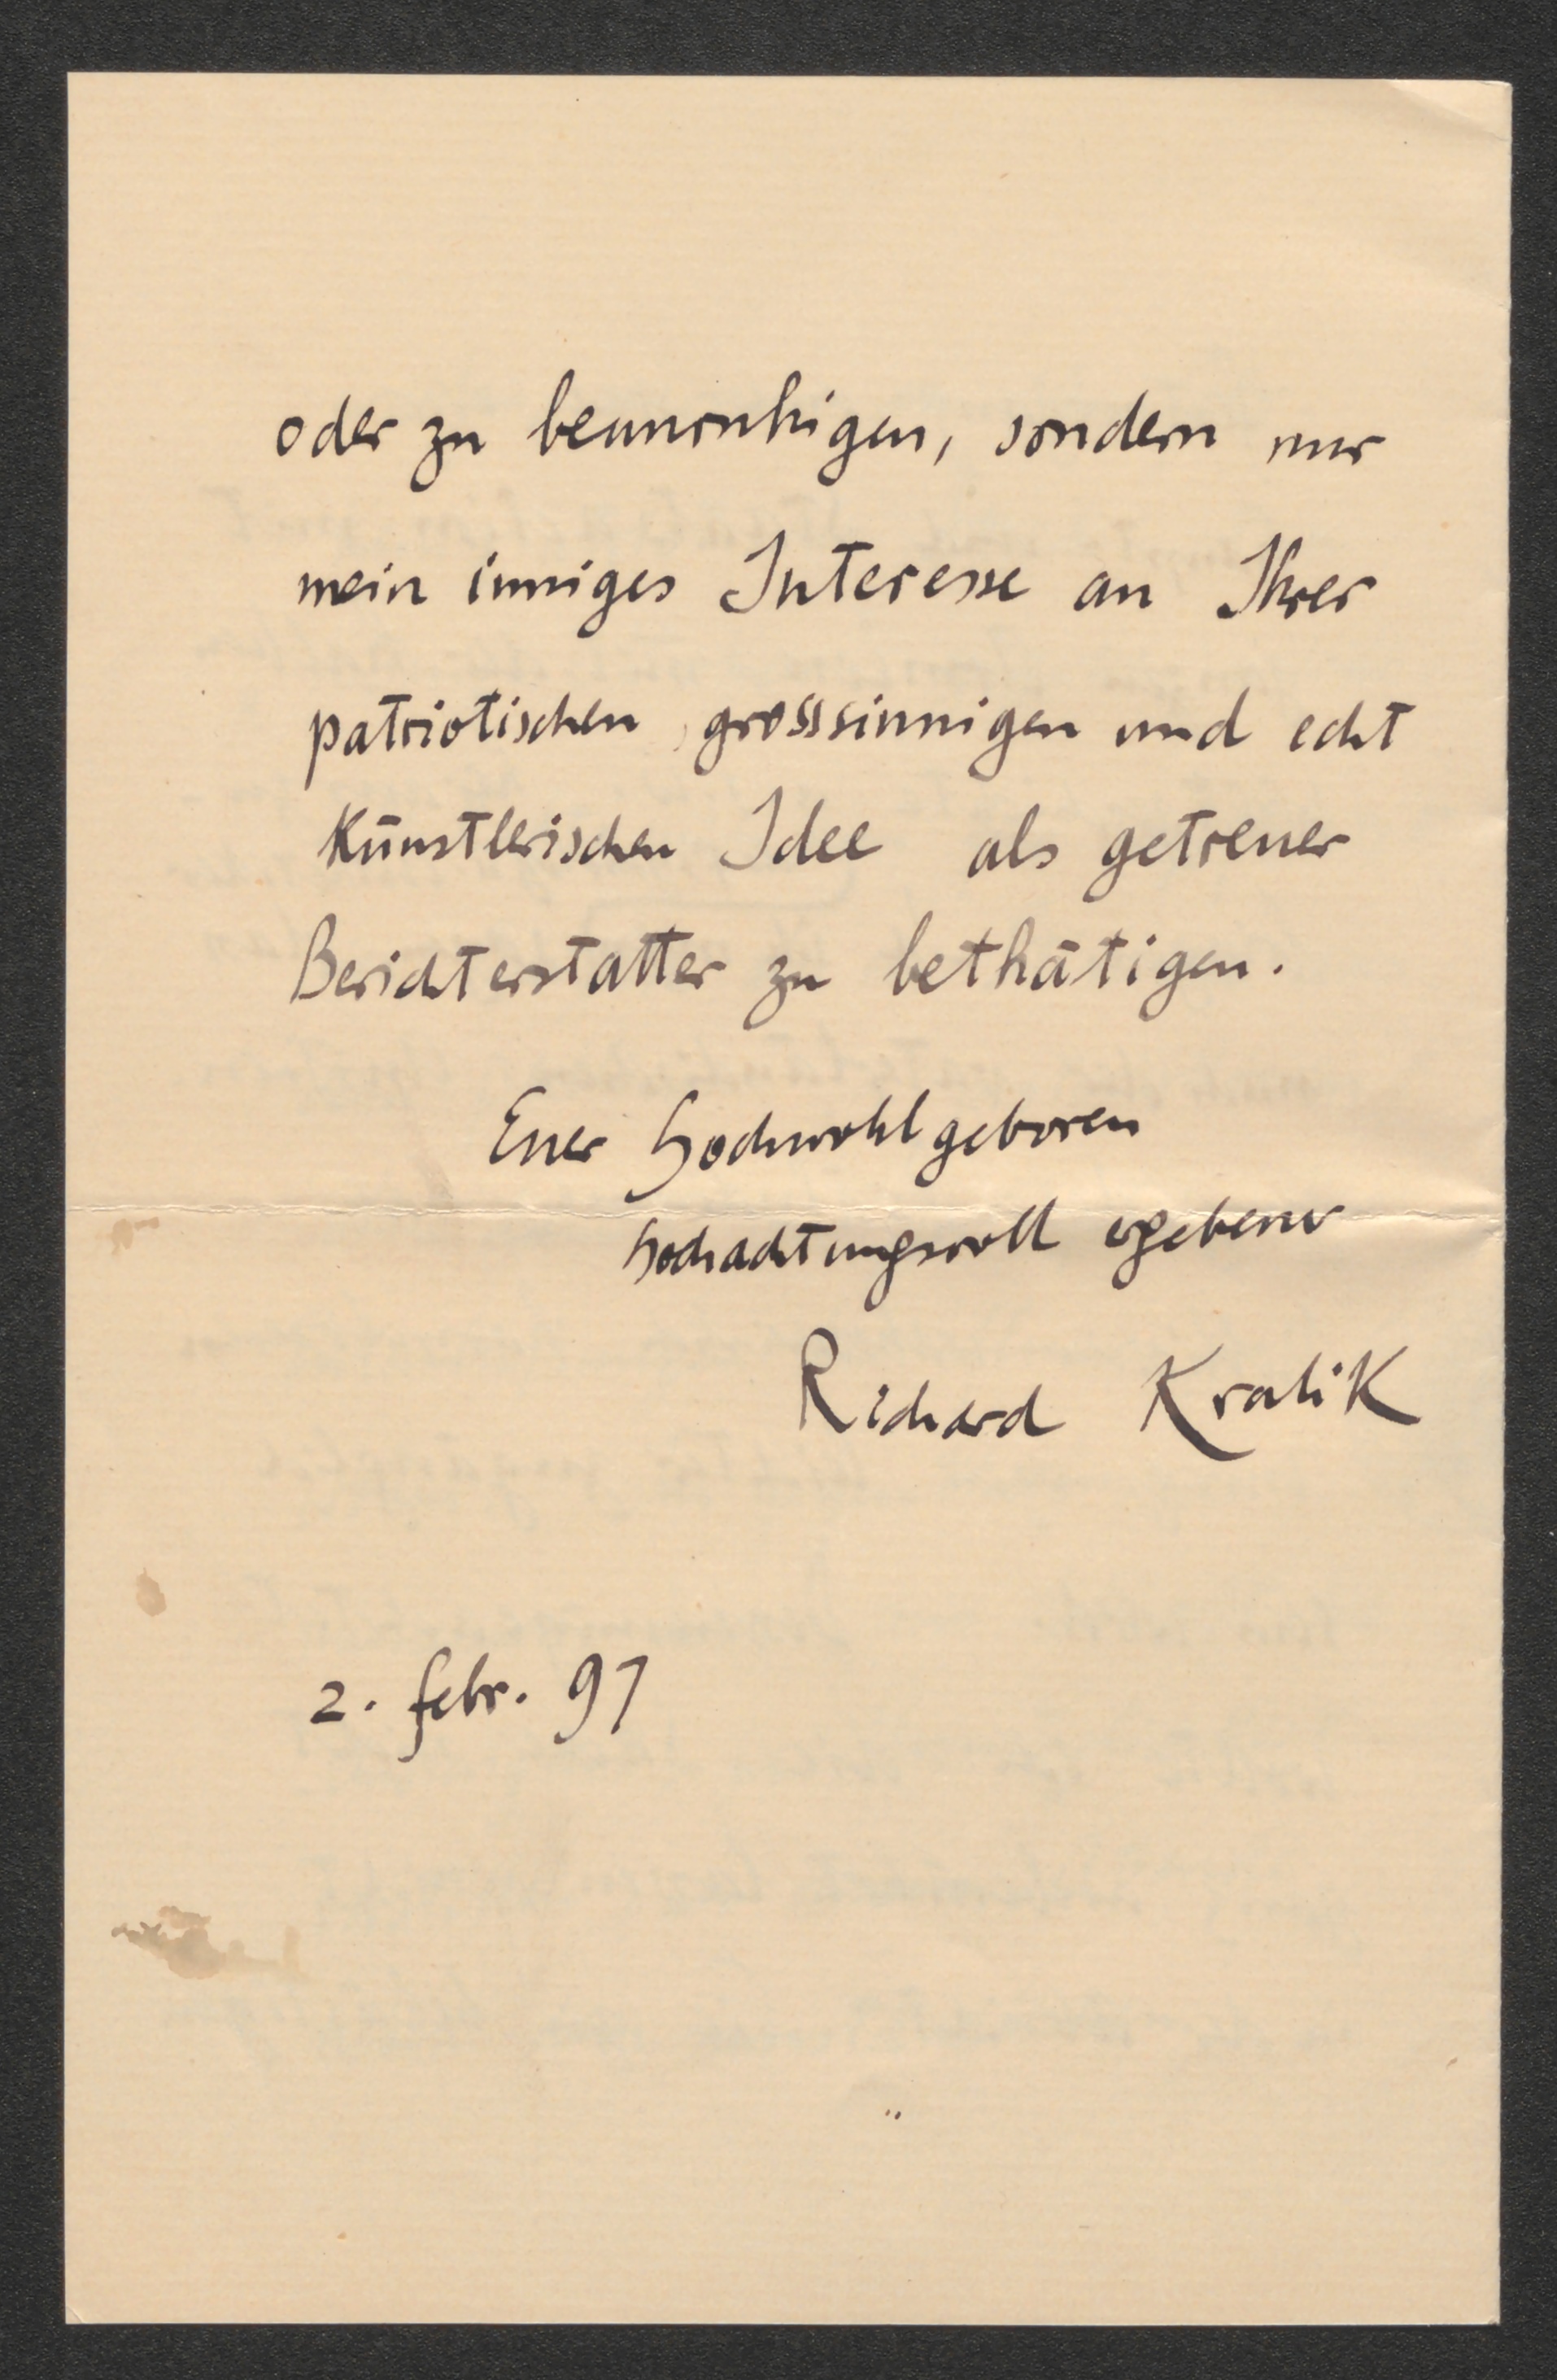 oder zu beunruhigen, sondern nur
mein inniges Interesse an Ihrer
patriotischen, grosssinnigen und echt
künstlerischen Idee als getreuer
Berichterstatter zu bethätigen.
Euer Hochwohlgeboren
hochachtungsvoll ergebener
Richard Kralik
2. febr. 97